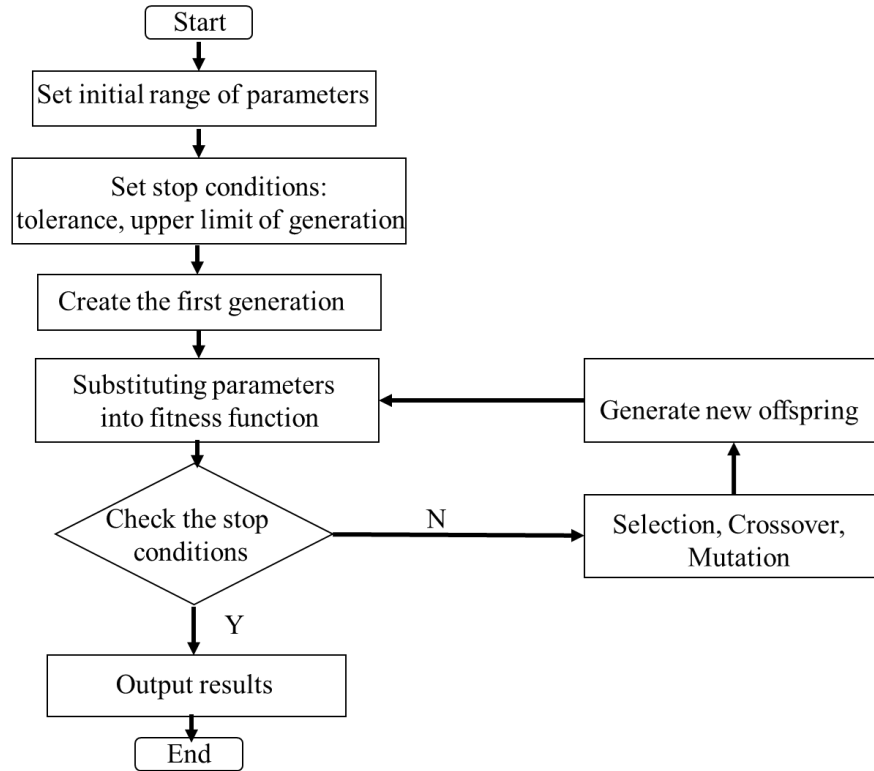 Start
Set initial range of parameters
Set stop conditions:
tolerance, upper limit of generation
Create the first generation
Substituting parameters
into fitness function
Generate new offspring
Check the stop
conditions
N
Selection, Crossover,
Mutation
Y
Output results
End